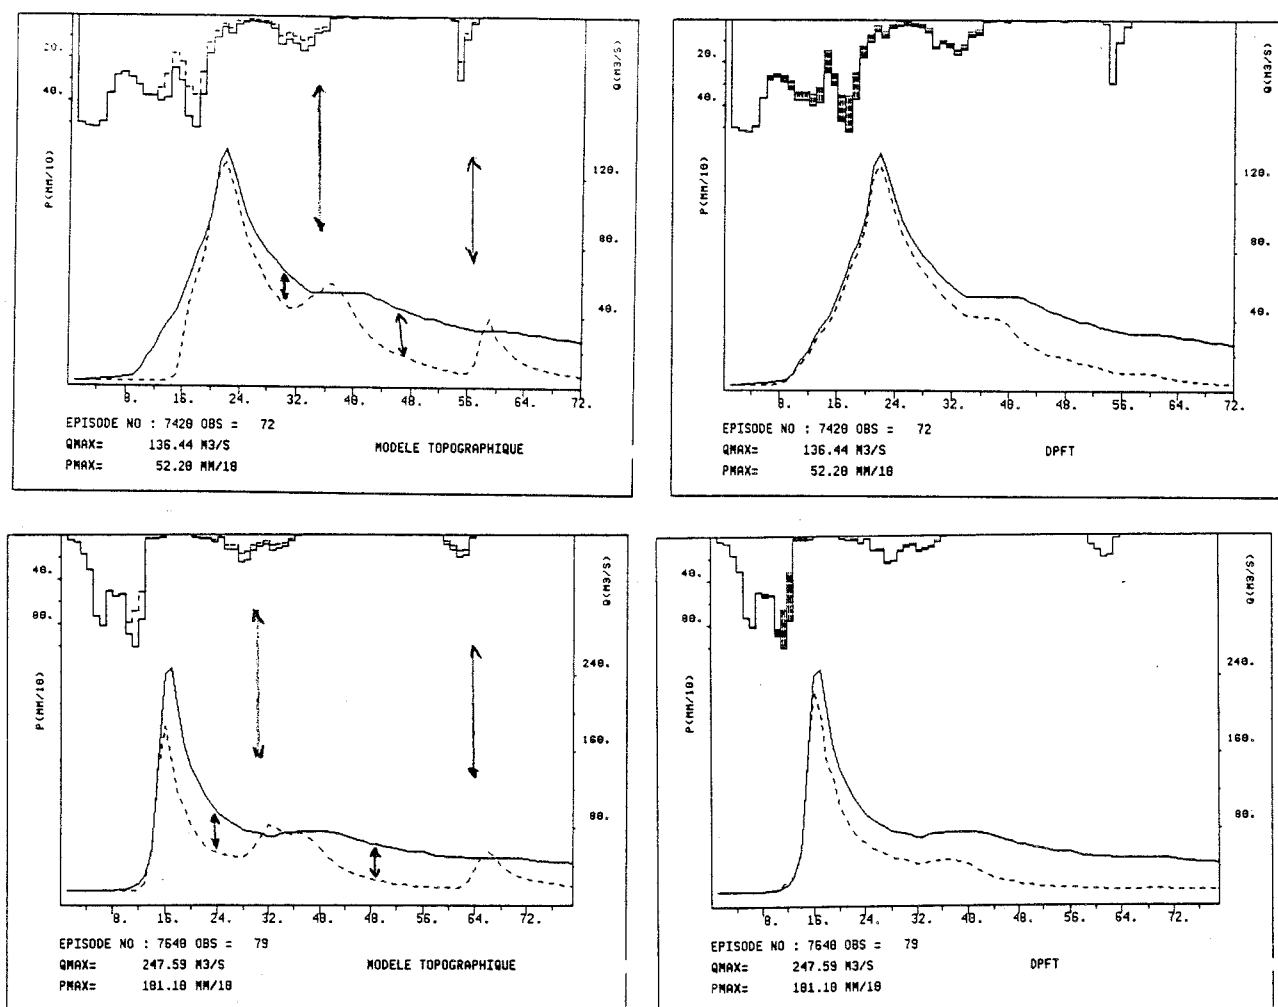 20.
40.
P(MM/10)
Q(M3/S)
120.
80.
40.
8. 16. 24. 32. 40. 48. 56. 64. 72.
EPISODE NO : 7420 OBS = 72
QMAX= 136.44 M3/S
MODELE TOPOGRAPHIQUE
PMAX= 52.20 MM/10
20.
40.
P(MM/10)
Q(M3/S)
120.
80.
40.
8. 16. 24. 32. 40. 48. 56. 64. 72.
EPISODE NO : 7420 OBS = 72
QMAX= 136.44 M3/S
DPFT
PMAX= 52.20 MM/10
40.
80.
P(MM/10)
Q(M3/S)
240.
160.
80.
8. 16. 24. 32. 40. 48. 56. 64. 72.
EPISODE NO : 7640 OBS = 79
QMAX= 247.59 M3/S
MODELE TOPOGRAPHIQUE
PMAX= 101.10 MM/10
40.
80.
P(MM/10)
Q(M3/S)
240.
160.
80.
8. 16. 24. 32. 40. 48. 56. 64. 72.
EPISODE NO : 7640 OBS = 79
QMAX= 247.59 M3/S
DPFT
PMAX= 101.10 MM/10